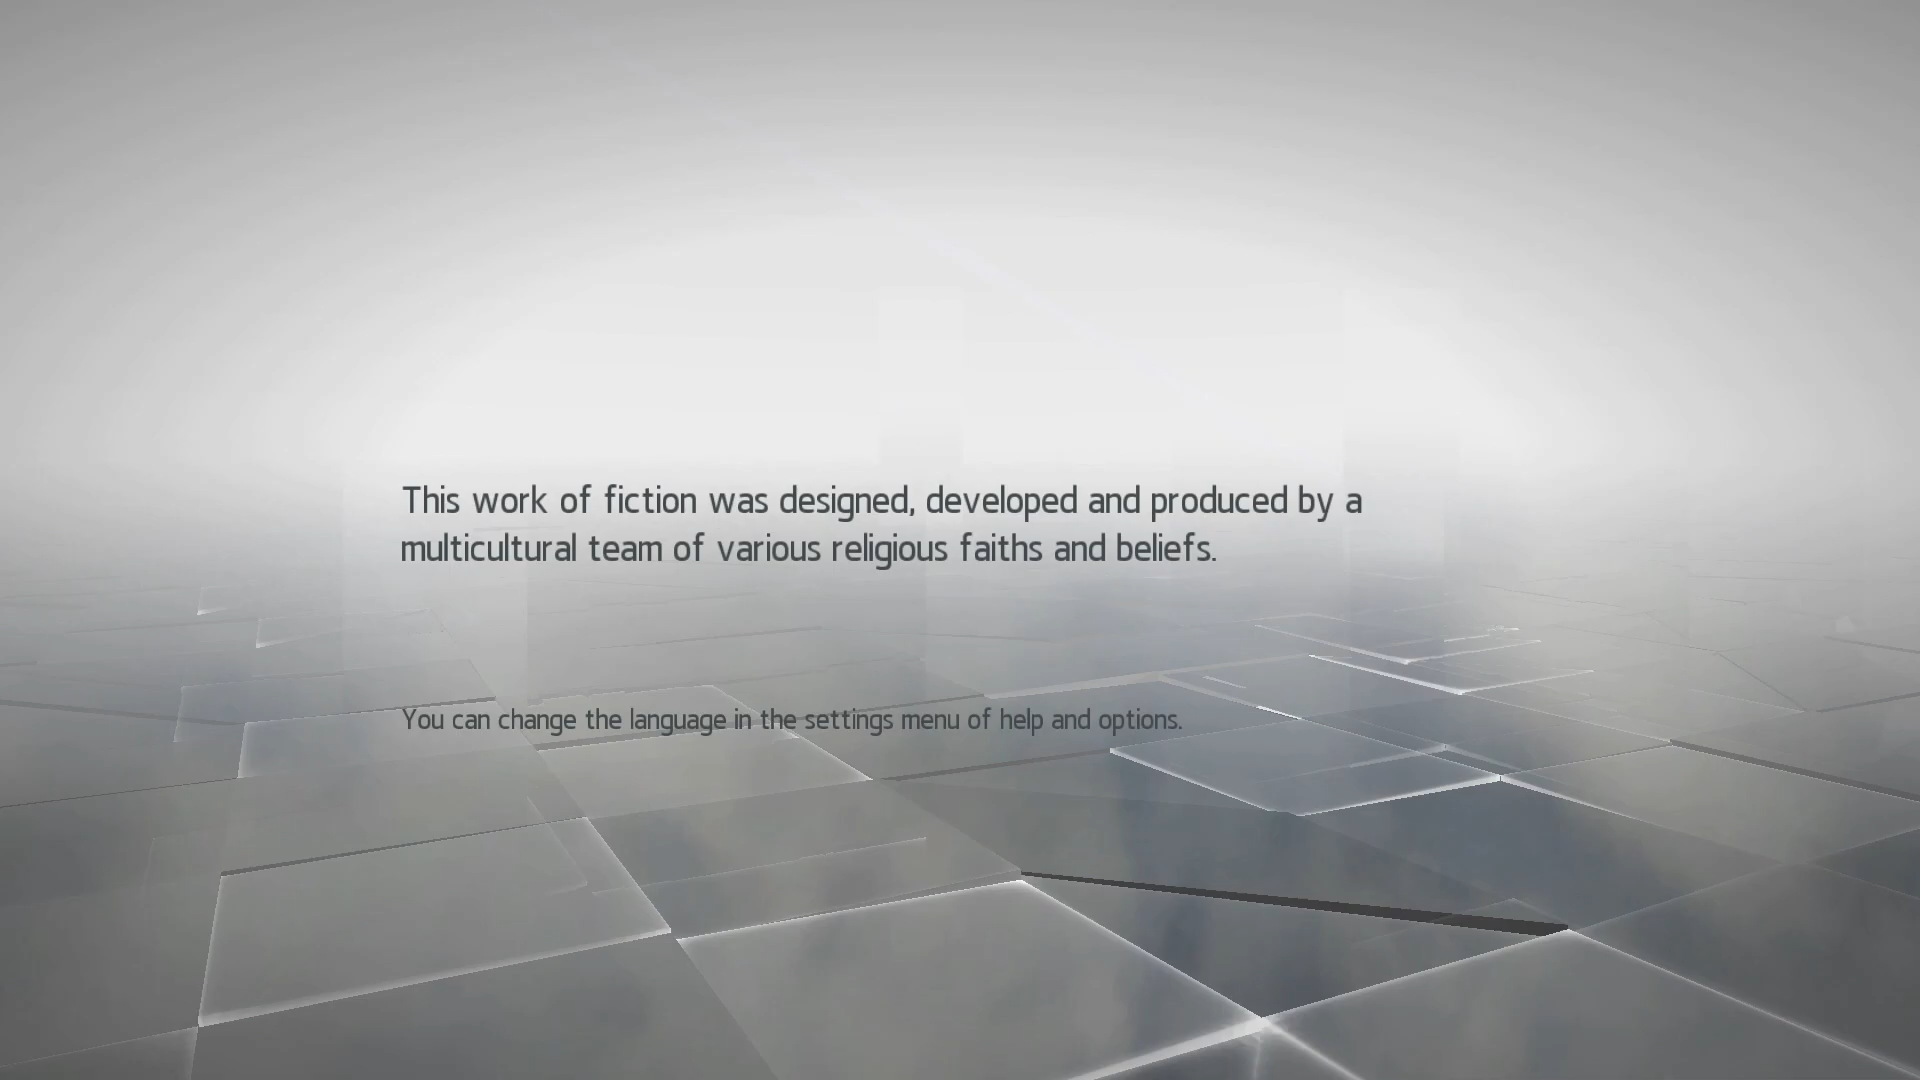 This work of fiction was designed, developed and produced by a
multicultural team of various religious faiths and beliefs.
You can change the language in the settings menu of help and options.